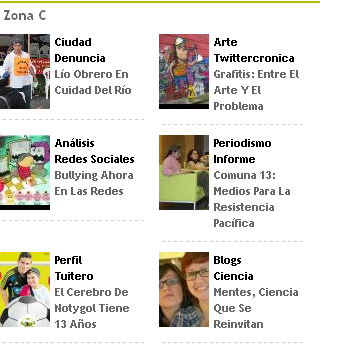 Zona C
Ciudad
Denuncia
Lío Obrero En
Cuidad Del Río
Arte
Twittercronica
Grafitis: Entre El
Arte Y El
Problema
Análisis
Redes Sociales
Bullying Ahora
En Las Redes
Periodismo
Informe
Comuna 13:
Medios Para La
Resistencia
Pacífica
Perfil
Tuitero
El Cerebro De
Notygol Tiene
13 Años
Blogs
Ciencia
Mentes, Ciencia
Que Se
Reinvitan